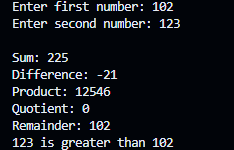 Enter first number: 102
Enter second number: 123
Sum: 225
Difference: -21
Product: 12546
Quotient: 0
Remainder: 102
123 is greater than 102